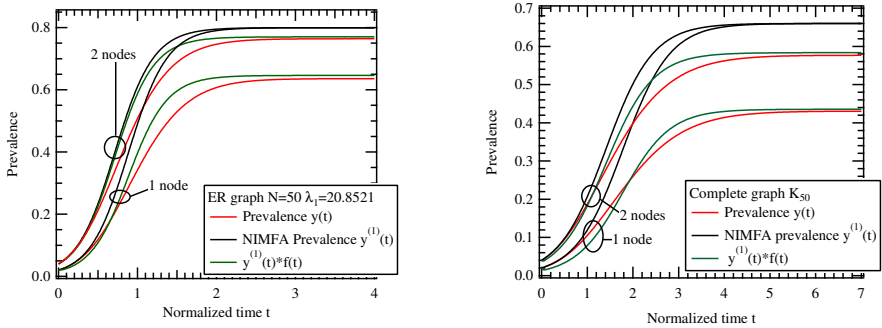 0.8
0.6
0.4
0.2
0.0
Prevalence
2 nodes
1 node
ER graph N=50 λ1=20.8521
Prevalence y(t)
NIMFA Prevalence y^(1)(t)
y^(1)(t)*f(t)
0 1 2 3 4
Normalized time t
0.7
0.6
0.5
0.4
0.3
0.2
0.1
0.0
Prevalence
2 nodes
1 node
Complete graph K50
Prevalence y(t)
NIMFA prevalence y^(1)(t)
y^(1)(t)*f(t)
0 1 2 3 4 5 6 7
Normalized time t